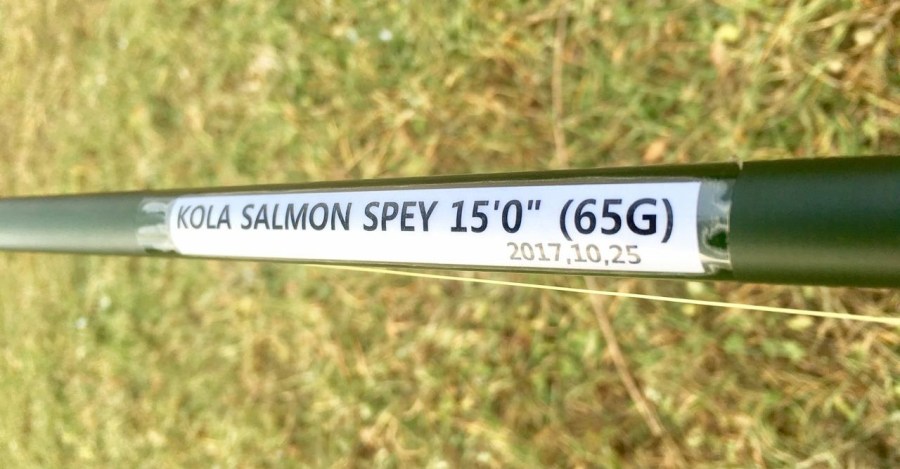 KOLA SALMON SPEY 15'0" (65G)
2017,10,25